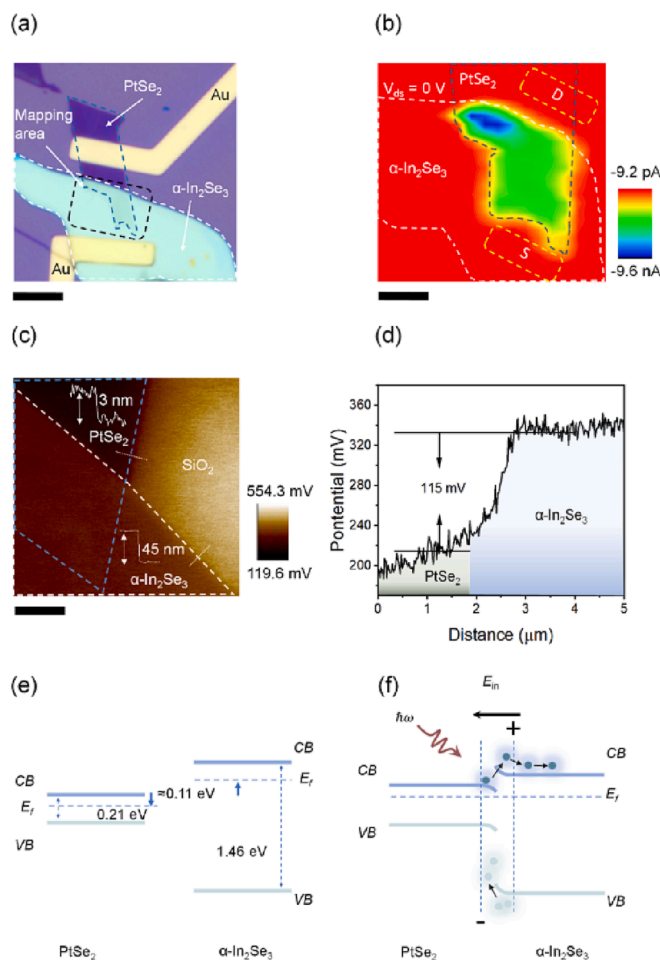 (a)
PtSe2
Au
Mapping
area
α-In2Se3
Au
(b)
PtSe2
D
Vds = 0 V
α-In2Se3
S
-9.2 pA
-9.6 nA
(c)
3 nm
PtSe2
SiO2
45 nm
α-In2Se3
554.3 mV
119.6 mV
(d)
Pontential (mV)
360
320
280
240
200
115 mV
α-In2Se3
PtSe2
0 1 2 3 4 5
Distance (μm)
(e)
CB
Ef
VB
≈0.11 eV
0.21 eV
CB
Ef
1.46 eV
VB
PtSe2
α-In2Se3
(f)
Ein
ℏω
+
CB
CB
Ef
VB
VB
-
PtSe2
α-In2Se3